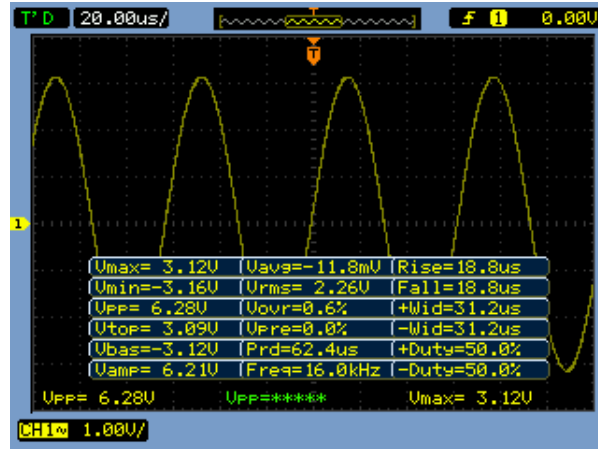 T'D 20.00us/ T f 1 0.00V
T
1
Vmax= 3.12V Vavg=-11.8mV Rise=18.8us
Vmin=-3.16V Vrms= 2.26V Fall=18.8us
Vpp= 6.28V Vovr=0.6% +Wid=31.2us
Vtop= 3.09V Vpre=0.0% -Wid=31.2us
Vbas=-3.12V Prd=62.4us +Duty=50.0%
Vamp= 6.21V Freq=16.0kHz -Duty=50.0%
Vpp= 6.28V Vpp=***** Vmax= 3.12V
CH1~ 1.00V/